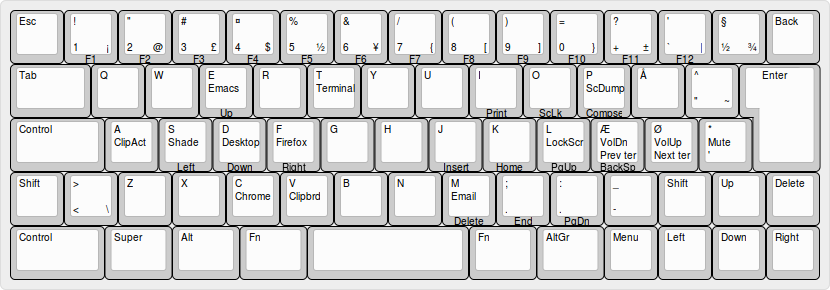 Esc ! " # ¤ % & / ( ) = ? ` § Back
1 ¡ 2 @ 3 £ 4 $ 5 ½ 6 ¥ 7 { 8 [ 9 ] 0 } + ± ´ | ½ ¾
F1 F2 F3 F4 F5 F6 F7 F8 F9 F10 F11 F12
Tab Q W E R T Y U I O P Å ^ Enter
Emacs Terminal ScDump
" ~
Up Print ScLk Compse
Control A S D F G H J K L Æ Ø *
ClipAct Shade Desktop Firefox LockScr VolDn VolUp Mute
Prev ter Next ter '
Left Down Right Insert Home PgUp BackSp
Shift > Z X C V B N M ; : _ Shift Up Delete
Chrome Clipbrd Email
< \ , . -
Delete End PgDn
Control Super Alt Fn Fn AltGr Menu Left Down Right